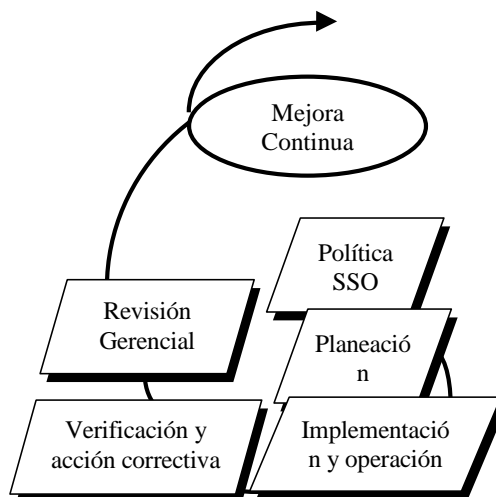 Mejora
Continua
Política
SSO
Revisión
Gerencial
Planeació
n
Verificación y
acción correctiva
Implementació
n y operación